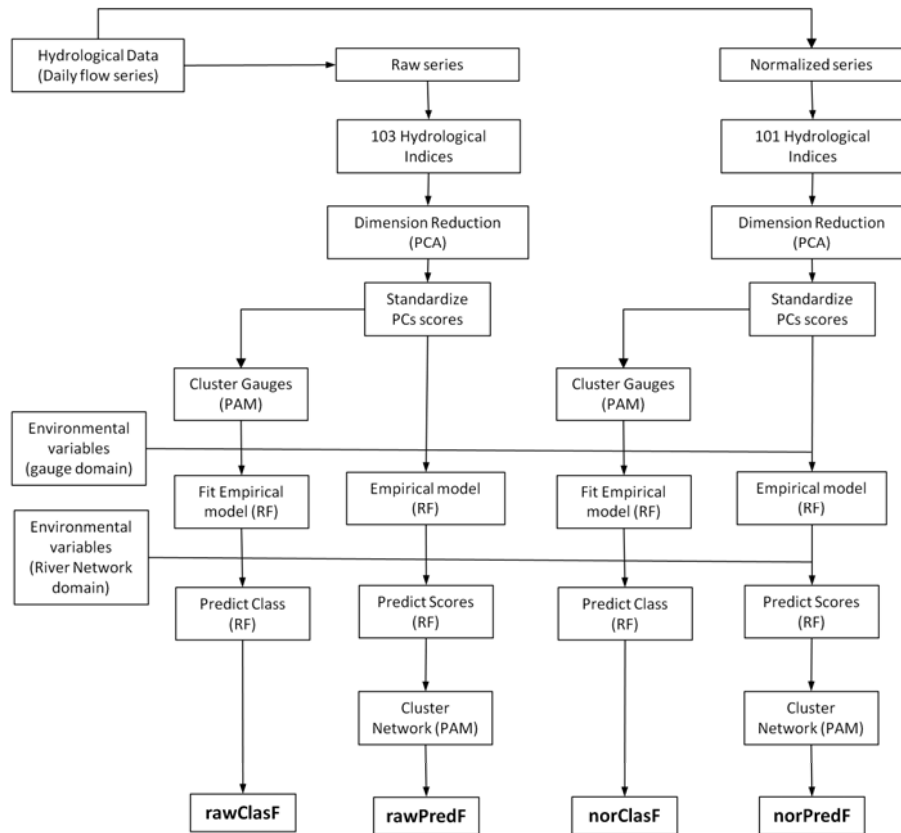 Hydrological Data
(Daily flow series)
Raw series
Normalized series
103 Hydrological
Indices
101 Hydrological
Indices
Dimension Reduction
(PCA)
Dimension Reduction
(PCA)
Standardize
PCs scores
Standardize
PCs scores
Cluster Gauges
(PAM)
Cluster Gauges
(PAM)
Environmental
variables
(gauge domain)
Fit Empirical
model (RF)
Empirical model
(RF)
Fit Empirical
model (RF)
Empirical model
(RF)
Environmental
variables
(River Network
domain)
Predict Class
(RF)
Predict Scores
(RF)
Predict Class
(RF)
Predict Scores
(RF)
Cluster
Network (PAM)
Cluster
Network (PAM)
rawClasF
rawPredF
norClasF
norPredF